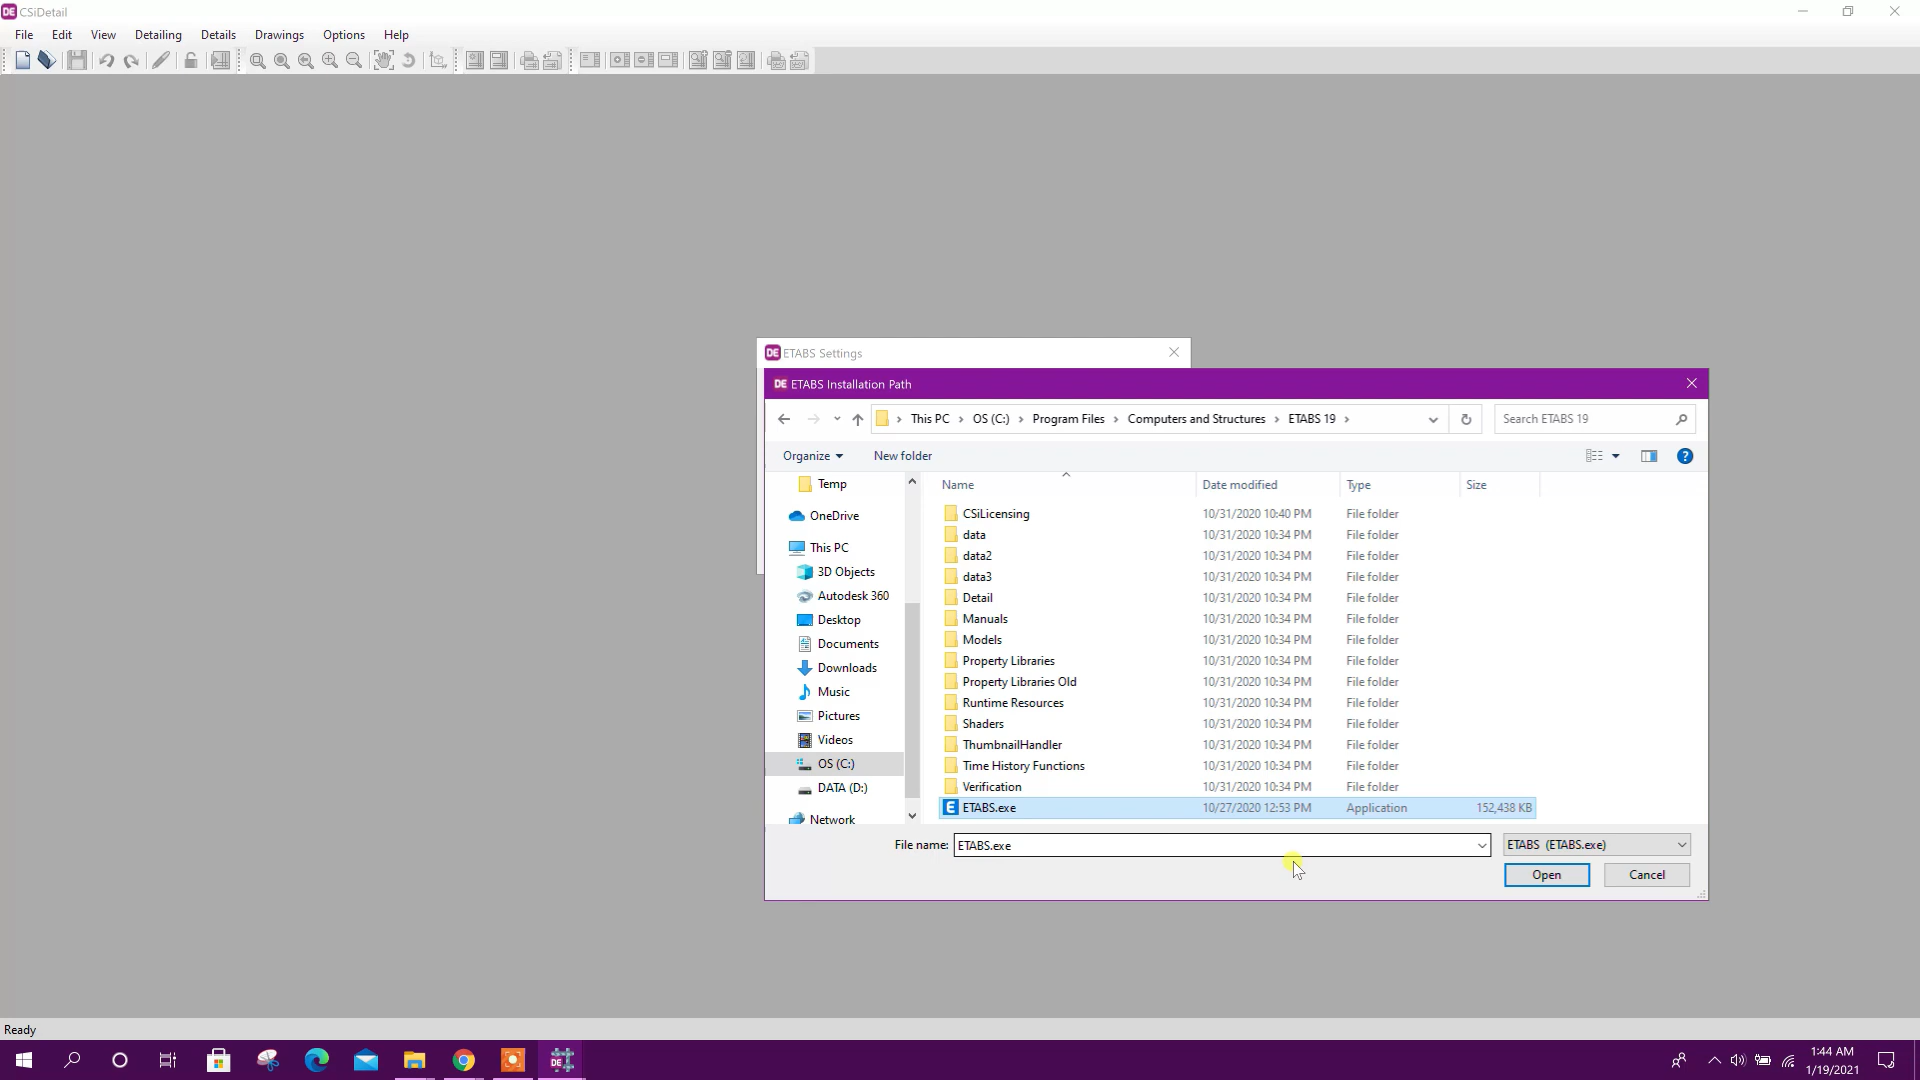 DE CSiDetail
File Edit View Detailing Details Drawings Options Help
DE ETABS Settings
DE ETABS Installation Path
This PC > OS (C:) > Program Files > Computers and Structures > ETABS 19 >
Search ETABS 19
Organize New folder
Name Date modified Type Size
Temp
OneDrive
This PC
3D Objects
Autodesk 360
Desktop
Documents
Downloads
Music
Pictures
Videos
OS (C:)
DATA (D:)
Network
CSiLicensing 10/31/2020 10:40 PM File folder
data 10/31/2020 10:34 PM File folder
data2 10/31/2020 10:34 PM File folder
data3 10/31/2020 10:34 PM File folder
Detail 10/31/2020 10:34 PM File folder
Manuals 10/31/2020 10:34 PM File folder
Models 10/31/2020 10:34 PM File folder
Property Libraries 10/31/2020 10:34 PM File folder
Property Libraries Old 10/31/2020 10:34 PM File folder
Runtime Resources 10/31/2020 10:34 PM File folder
Shaders 10/31/2020 10:34 PM File folder
ThumbnailHandler 10/31/2020 10:34 PM File folder
Time History Functions 10/31/2020 10:34 PM File folder
Verification 10/31/2020 10:34 PM File folder
E ETABS.exe 10/27/2020 12:53 PM Application 152,438 KB
File name: ETABS.exe ETABS (ETABS.exe)
Open Cancel
Ready
DE
1:44 AM
1/19/2021